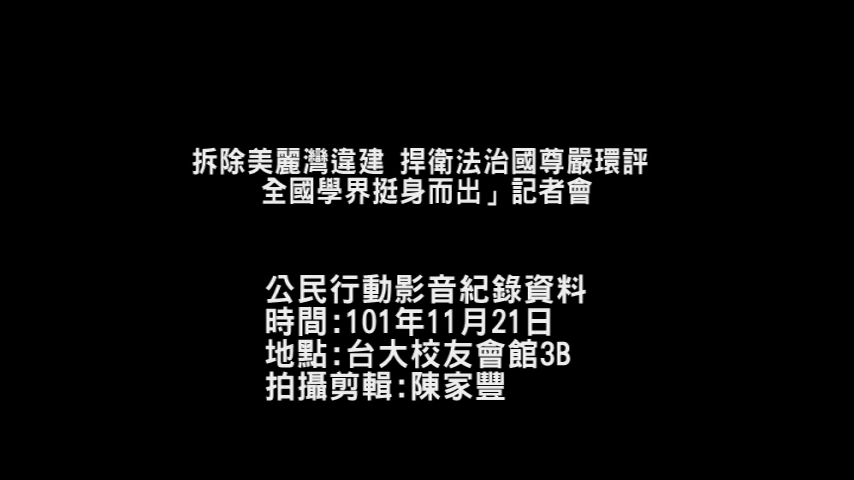 拆除美麗灣違建 捍衛法治國尊嚴環評
全國學界挺身而出」記者會
公民行動影音紀錄資料
時間:101年11月21日
地點:台大校友會館3B
拍攝剪輯:陳家豐